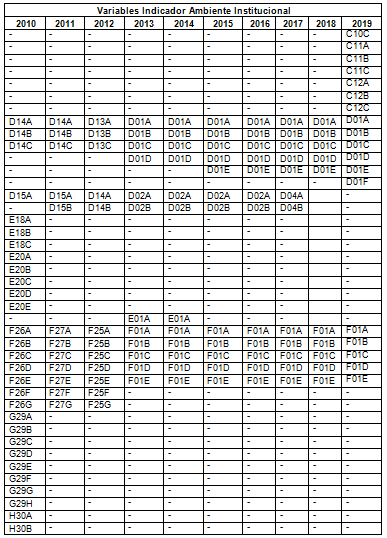 Variables Indicador Ambiente Institucional
2010 2011 2012 2013 2014 2015 2016 2017 2018 2019
- - - - - - - - - C10C
- - - - - - - - - C11A
- - - - - - - - - C11B
- - - - - - - - - C11C
- - - - - - - - - C12A
- - - - - - - - - C12B
- - - - - - - - - C12C
D14A D14A D13A D01A D01A D01A D01A D01A D01A D01A
D14B D14B D13B D01B D01B D01B D01B D01B D01B D01B
D14C D14C D13C D01C D01C D01C D01C D01C D01C D01C
- - - D01D D01D D01D D01D D01D D01D D01D
- - - - - D01E D01E D01E D01E D01E
- - - - - - - - - D01F
D15A D15A D14A D02A D02A D02A D02A D04A - -
- D15B D14B D02B D02B D02B D02B D04B - -
E18A - - - - - - - - -
E18B - - - - - - - - -
E18C - - - - - - - - -
E20A - - - - - - - - -
E20B - - - - - - - - -
E20C - - - - - - - - -
E20D - - - - - - - - -
E20E - - - - - - - - -
- - - E01A E01A - - - - -
F26A F27A F25A F01A F01A F01A F01A F01A F01A F01A
F26B F27B F25B F01B F01B F01B F01B F01B F01B F01B
F26C F27C F25C F01C F01C F01C F01C F01C F01C F01C
F26D F27D F25D F01D F01D F01D F01D F01D F01D F01D
F26E F27E F25E F01E F01E F01E F01E F01E F01E F01E
F26F F27F F25F - - - - - - -
F26G F27G F25G - - - - - - -
G29A - - - - - - - - -
G29B - - - - - - - - -
G29C - - - - - - - - -
G29D - - - - - - - - -
G29E - - - - - - - - -
G29F - - - - - - - - -
G29G - - - - - - - - -
G29H - - - - - - - - -
H30A - - - - - - - - -
H30B - - - - - - - - -